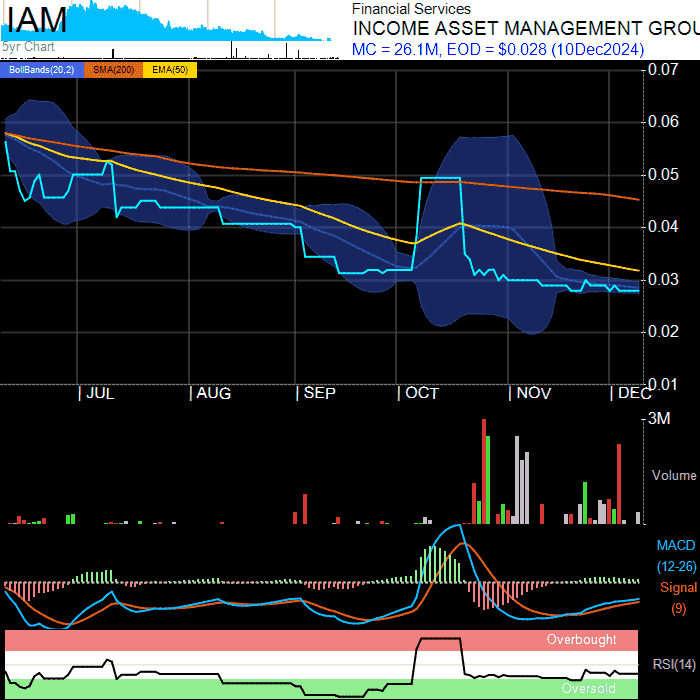 IAM
5yr Chart
Financial Services
INCOME ASSET MANAGEMENT GROU
MC = 26.1M, EOD = $0.028 (10Dec2024)
BollBands(20,2) SMA(200) EMA(50)
0.07
0.06
0.05
0.04
0.03
0.02
0.01
JUL AUG SEP OCT NOV DEC
3M
Volume
MACD
(12-26)
Signal
(9)
Overbought
RSI(14)
Oversold